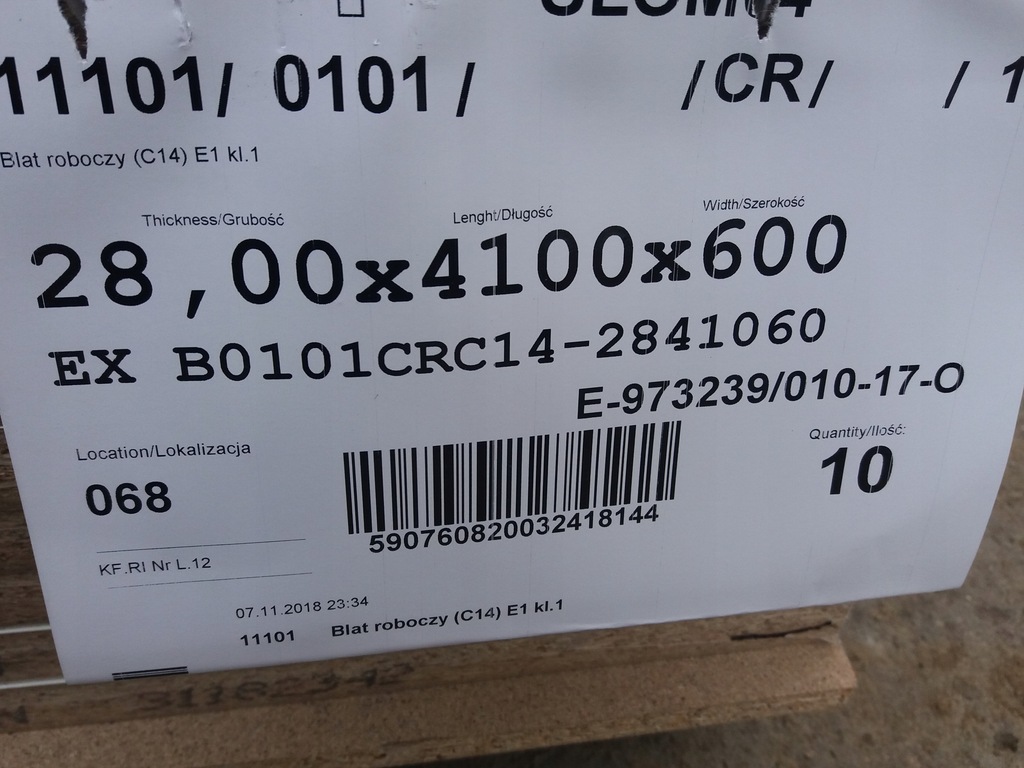 11101/ 0101 / /CR/ / 1
Blat roboczy (C14) E1 kl.1
Thickness/Grubość Lenght/Długość Width/Szerokość
28,00x4100x600
EX B0101CRC14-2841060
E-973239/010-17-O
Location/Lokalizacja
068
59076082003241814​4
Quantity/Ilość:
10
KF.RI Nr L.12
07.11.2018 23:34
11101 Blat roboczy (C14) E1 kl.1